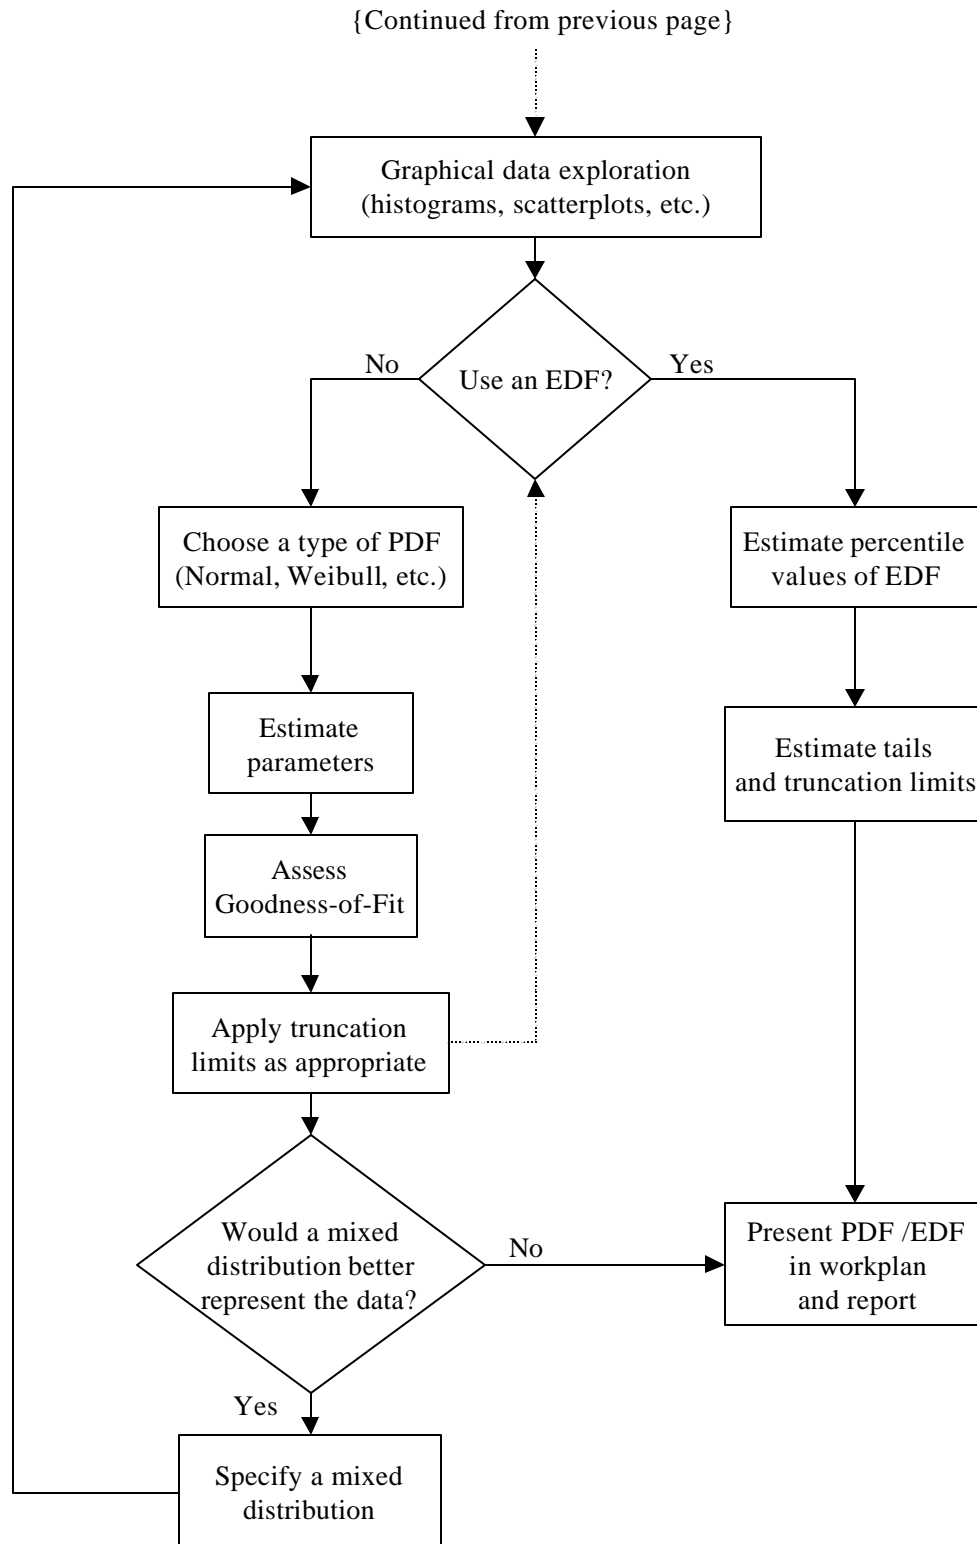 {Continued from previous page}
Graphical data exploration
(histograms, scatterplots, etc.)
No
Yes
Use an EDF?
Choose a type of PDF
(Normal, Weibull, etc.)
Estimate percentile
values of EDF
Estimate
parameters
Estimate tails
and truncation limits
Assess
Goodness-of-Fit
Apply truncation
limits as appropriate
Would a mixed
distribution better
represent the data?
No
Present PDF /EDF
in workplan
and report
Yes
Specify a mixed
distribution